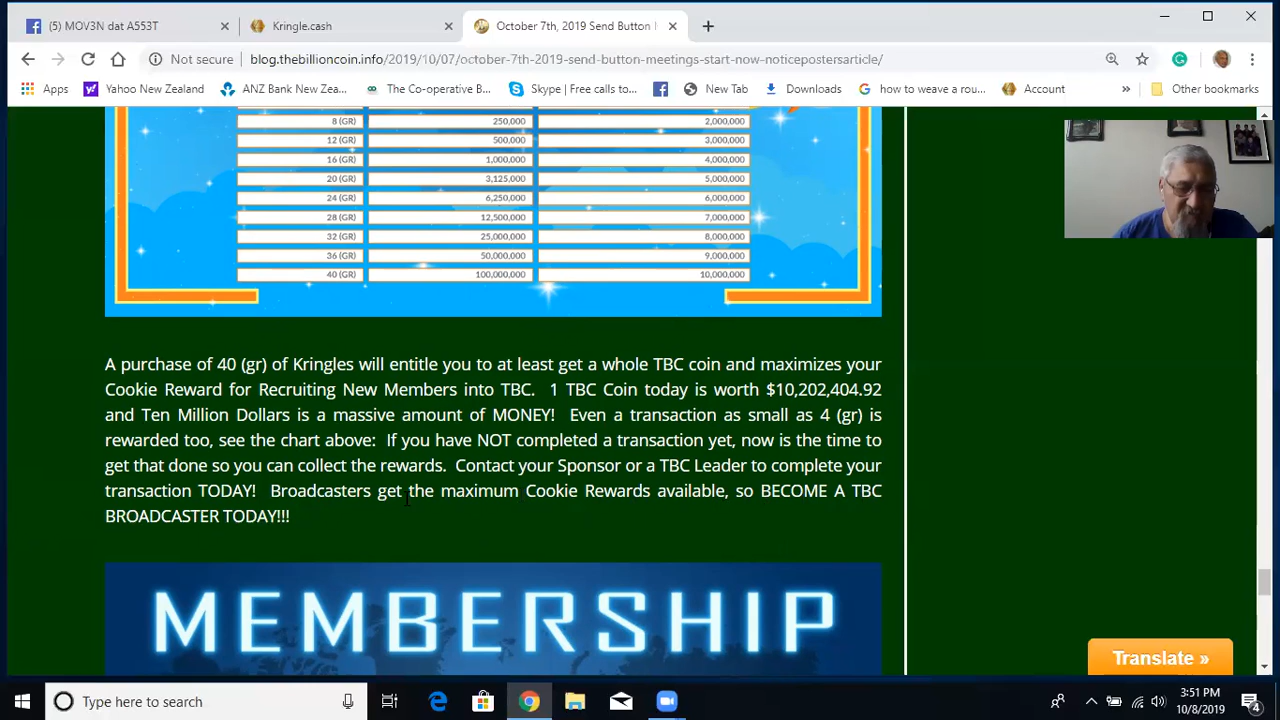 (5) MOV3N dat A553T
Kringle.cash
October 7th, 2019 Send Button
Not secure
blog.thebillioncoin.info/2019/10/07/october-7th-2019-send-button-meetings-start-now-noticepostersarticle/
Apps
Yahoo New Zealand
ANZ Bank New Zea...
The Co-operative B...
Skype | Free calls to...
New Tab
Downloads
how to weave a rou...
Account
»
Other bookmarks
8 (GR) 250,000 2,000,000
12 (GR) 500,000 3,000,000
16 (GR) 1,000,000 4,000,000
20 (GR) 3,125,000 5,000,000
24 (GR) 6,250,000 6,000,000
28 (GR) 12,500,000 7,000,000
32 (GR) 25,000,000 8,000,000
36 (GR) 50,000,000 9,000,000
40 (GR) 100,000,000 10,000,000
A purchase of 40 (gr) of Kringles will entitle you to at least get a whole TBC coin and maximizes your
Cookie Reward for Recruiting New Members into TBC. 1 TBC Coin today is worth $10,202,404.92
and Ten Million Dollars is a massive amount of MONEY! Even a transaction as small as 4 (gr) is
rewarded too, see the chart above: If you have NOT completed a transaction yet, now is the time to
get that done so you can collect the rewards. Contact your Sponsor or a TBC Leader to complete your
transaction TODAY! Broadcasters get the maximum Cookie Rewards available, so BECOME A TBC
BROADCASTER TODAY!!!
MEMBERSHIP
Translate »
Type here to search
3:51 PM
10/8/2019
4